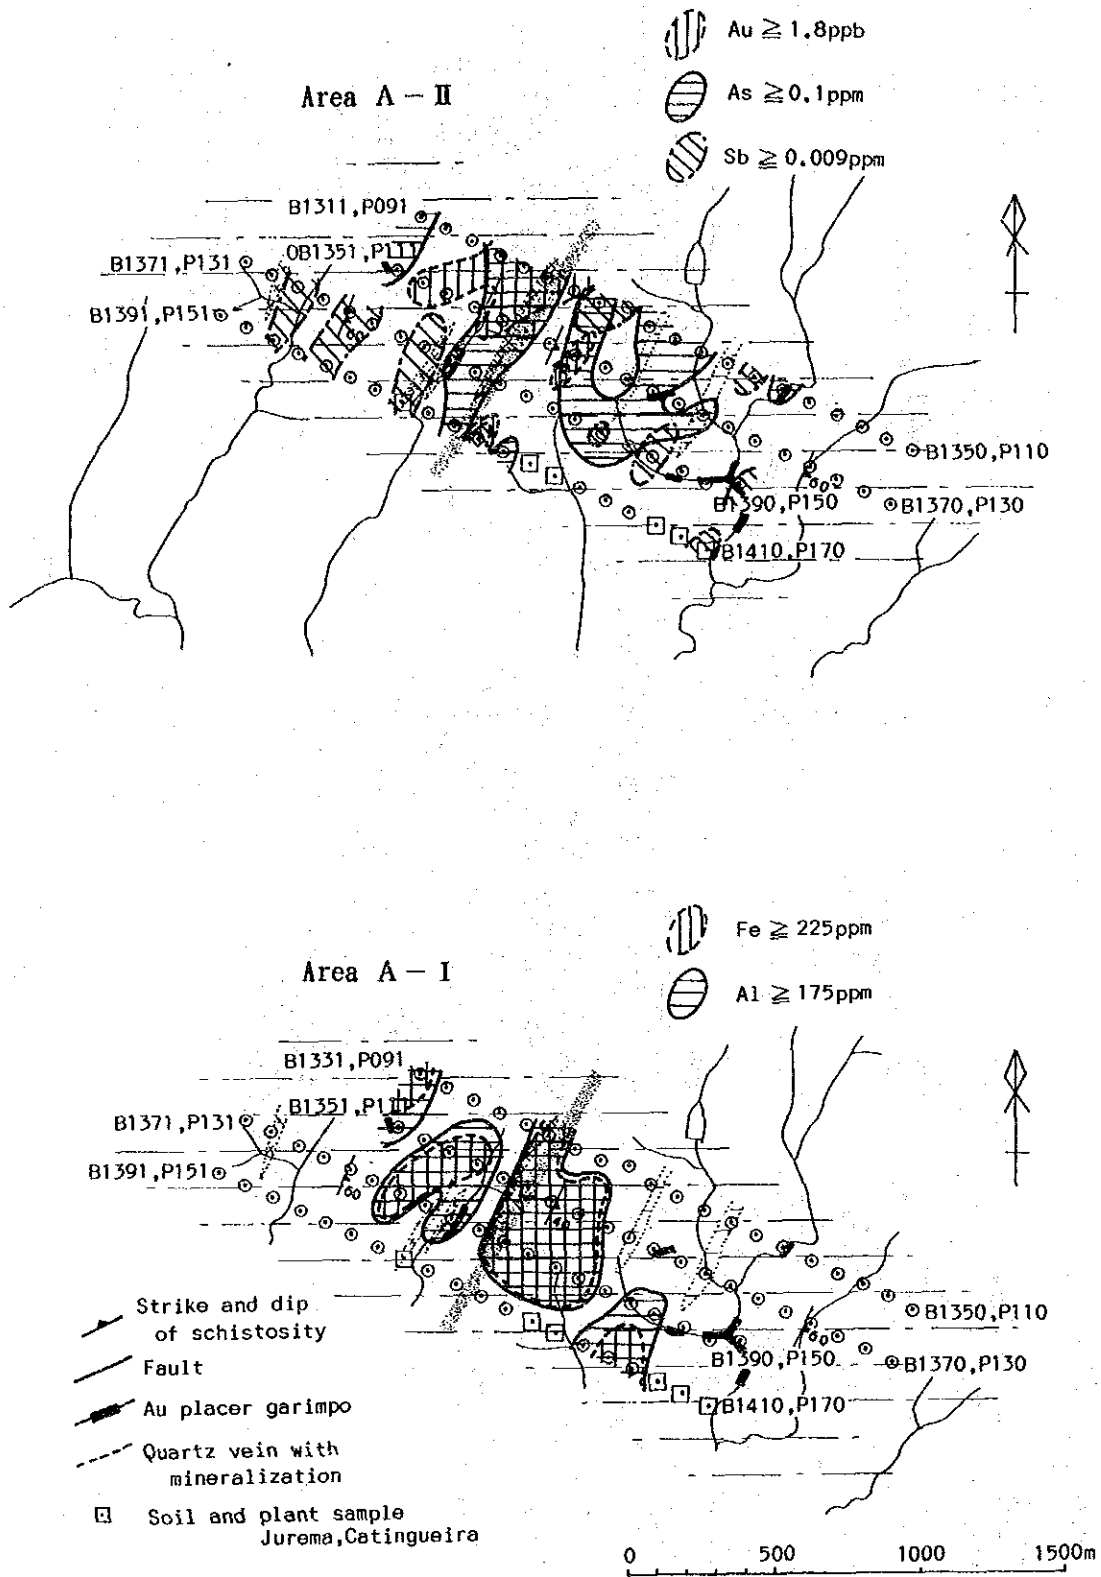 Au ≧ 1.8ppb
Area A-II
As ≧ 0.1ppm
Sb ≧ 0.009ppm
B1311,P091
B1371,P131
OB1351,P111
B1391,P151
B1350,P110
602
B1390,P150
B1370,P130
B1410,P170
Fe ≧ 225ppm
Area A-I
Al ≧ 175ppm
B1331,P091
B1371,P131
B1351,P111
B1391,P151
60
40
Strike and dip
of schistosity
B1350,P110
60
B1390,P150
B1370,P130
Fault
Au placer garimpo
B1410,P170
Quartz vein with
mineralization
Soil and plant sample
Jurema,Catingueira
0 500 1000 1500m